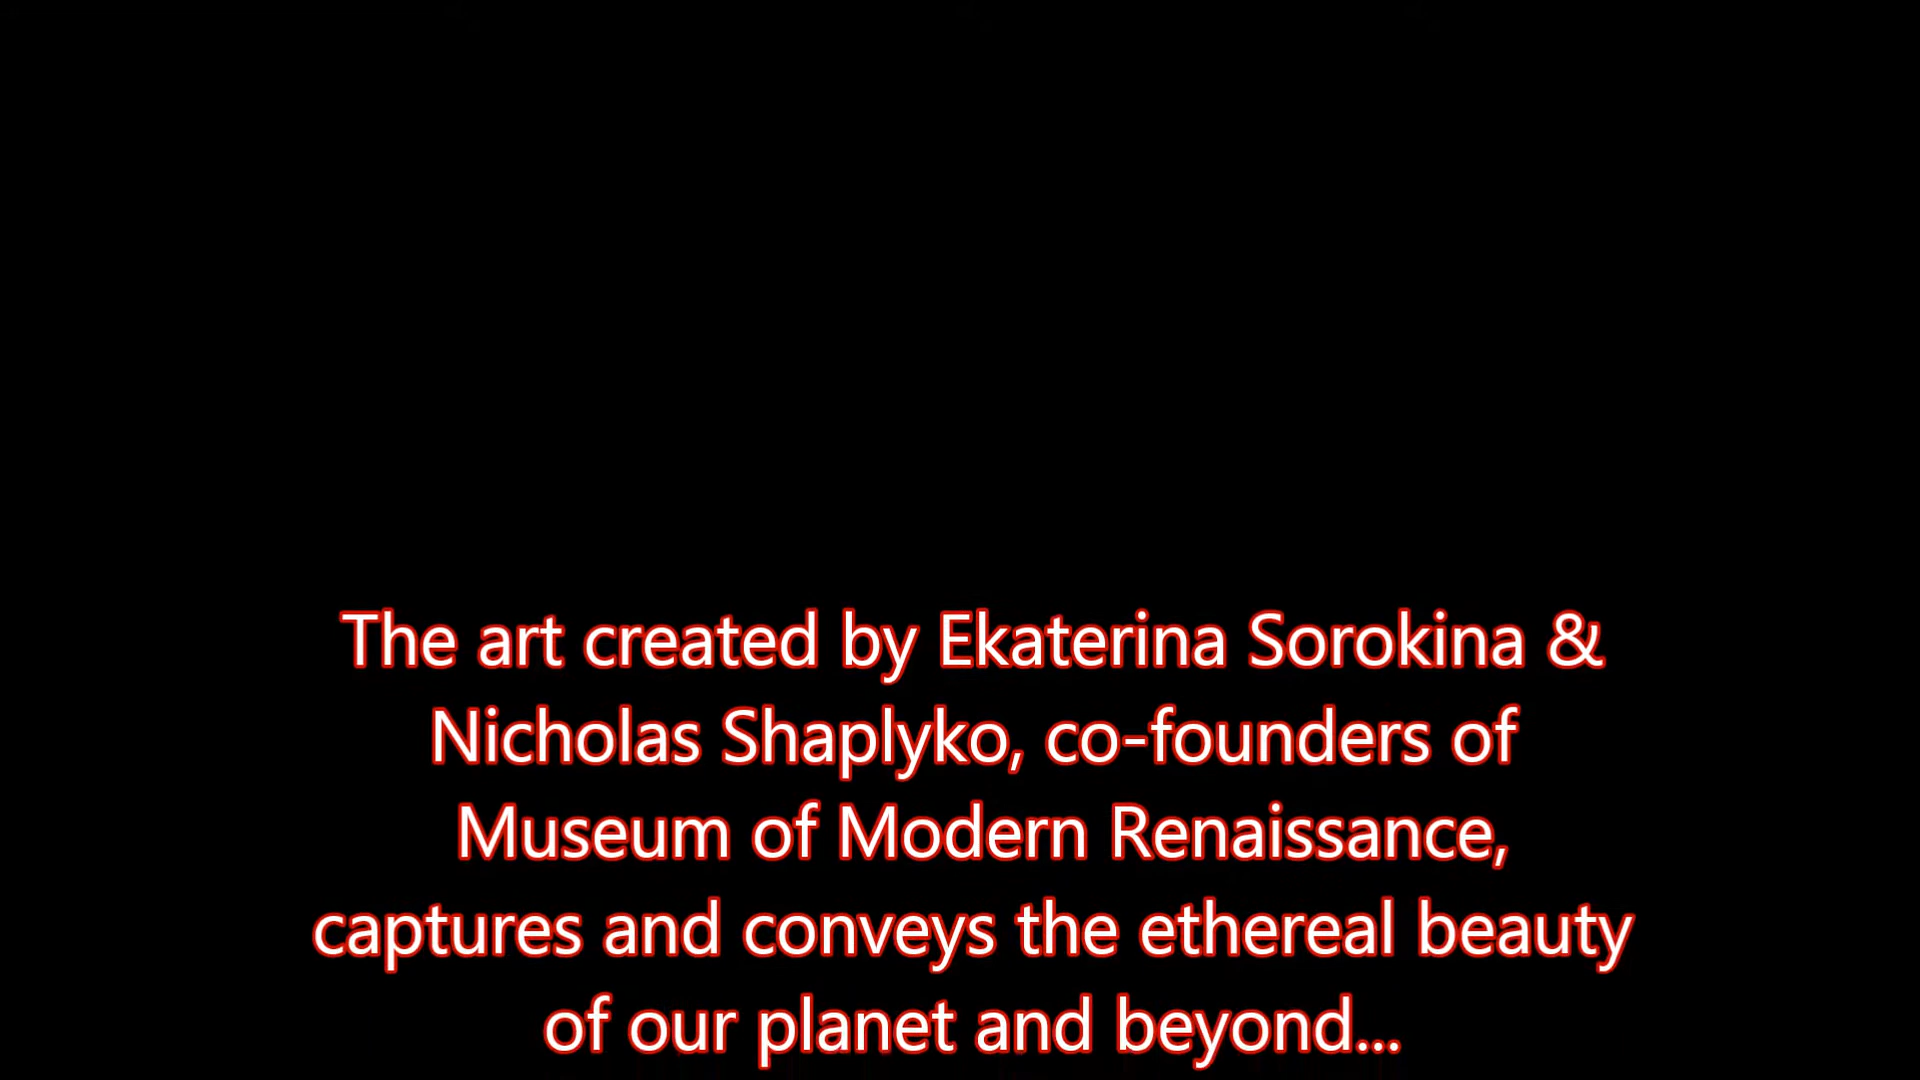 The art created by Ekaterina Sorokina &
Nicholas Shaplyko, co-founders of
Museum of Modern Renaissance,
captures and conveys the ethereal beauty
of our planet and beyond...